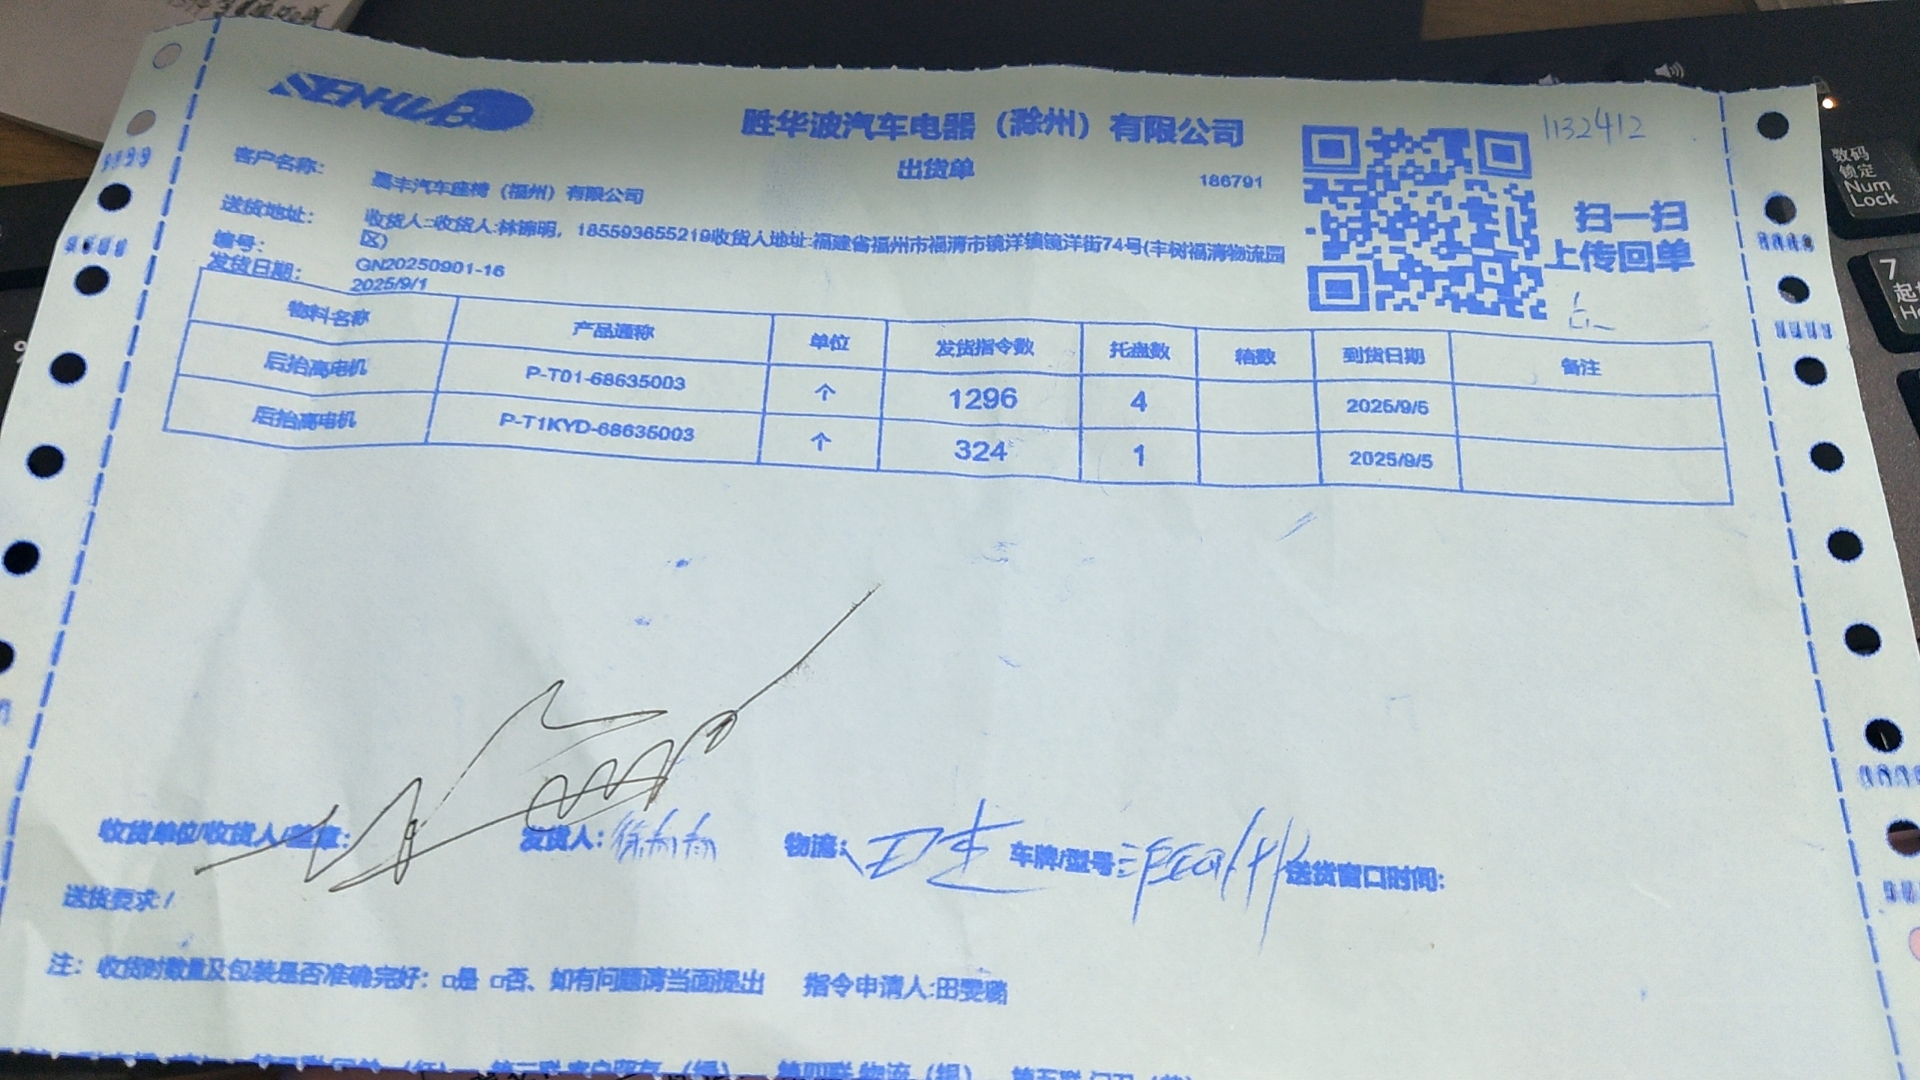 SENHWBO
胜华波汽车电器（滁州）有限公司
出货单
186791
1132412
扫一扫
上传回单
客户名称：
汽车座椅（福州）有限公司
送货地址：
收货人:收货人:林锦明，185593655219收货人地址:福建省福州市福清市镜洋镇镜洋街74号(丰树福清物流园区)
编号：
GN20250901-16
发货日期：
2025/9/1
物料名称 产品通称 单位 发货指令数 托盘数 箱数 到货日期 备注
后抬高电机 P-T01-68635003 个 1296 4 2025/9/5
后抬高电机 P-T1KYD-68635003 个 324 1 2025/9/5
收货单位/收货人/盖章：
发货人：
物流：
车牌/型号：
送货窗口时间：
送货要求：/
注： 收货时数量及包装是否准确完好：□是 □否、如有问题请当面提出 指令申请人:田雯
数码
锁定
Num
Lock
7